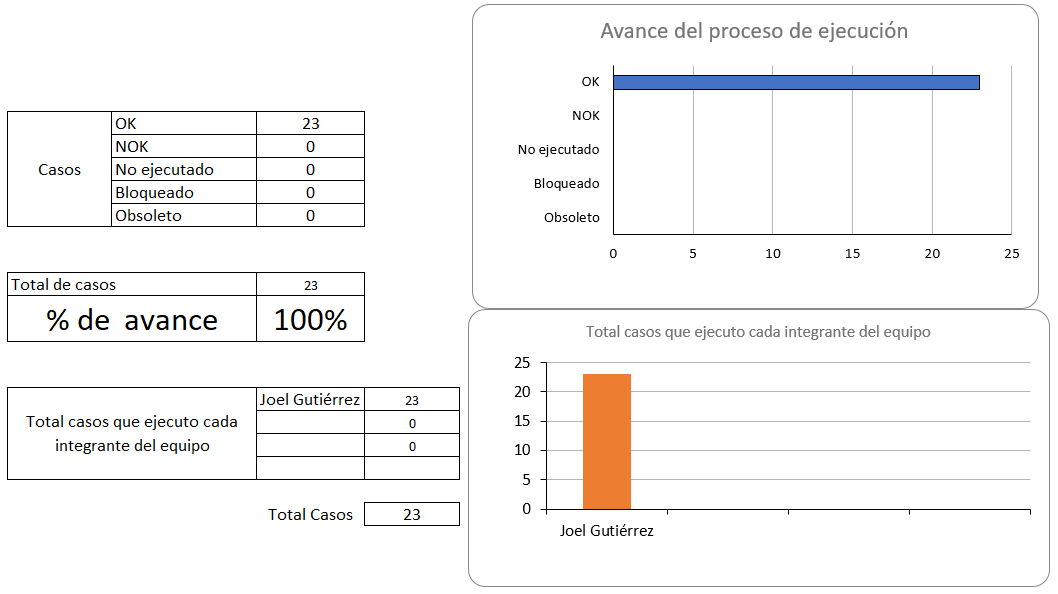 Casos
OK 23
NOK 0
No ejecutado 0
Bloqueado 0
Obsoleto 0
Total de casos 23
% de avance 100%
Total casos que ejecuto cada
integrante del equipo
Joel Gutiérrez 23
0
0
Total Casos 23
Avance del proceso de ejecución
OK
NOK
No ejecutado
Bloqueado
Obsoleto
0 5 10 15 20 25
Total casos que ejecuto cada integrante del equipo
25
20
15
10
5
0
Joel Gutiérrez